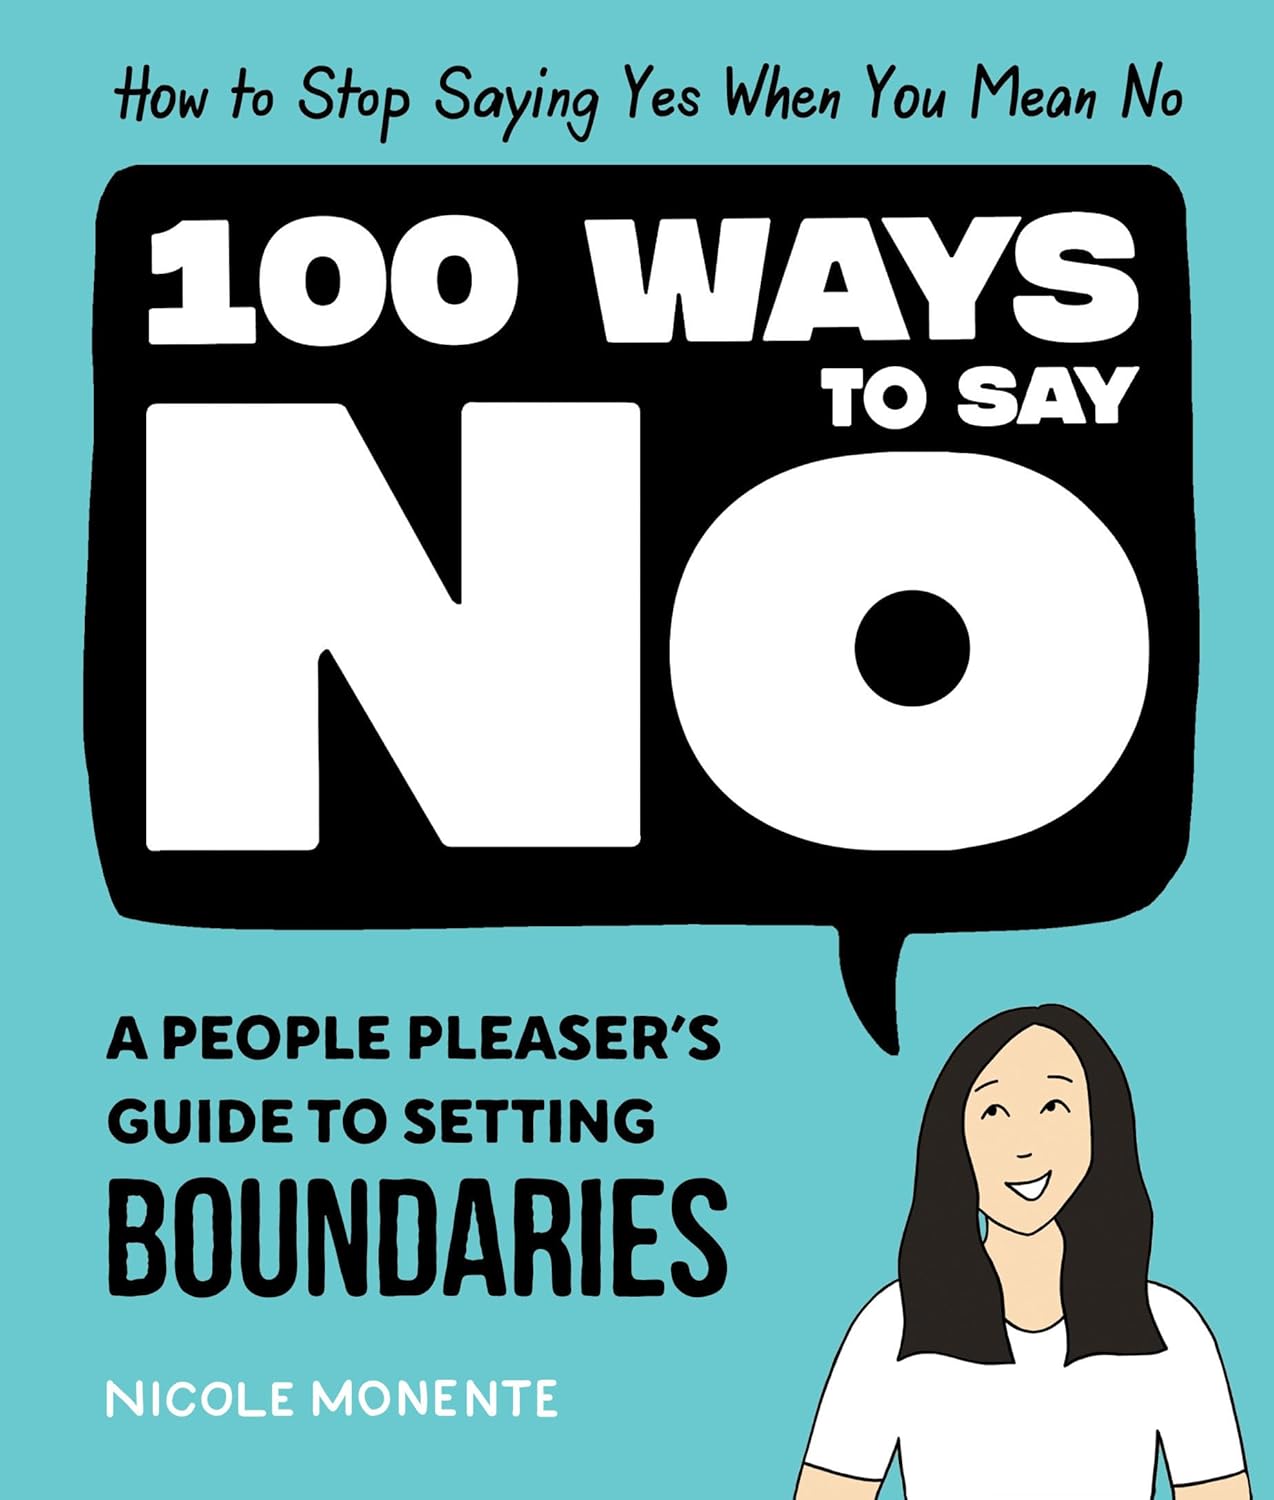 How to Stop Saying Yes When You Mean No
100 WAYS
TO SAY
NO
A PEOPLE PLEASER'S
GUIDE TO SETTING
BOUNDARIES
NICOLE MONENTE